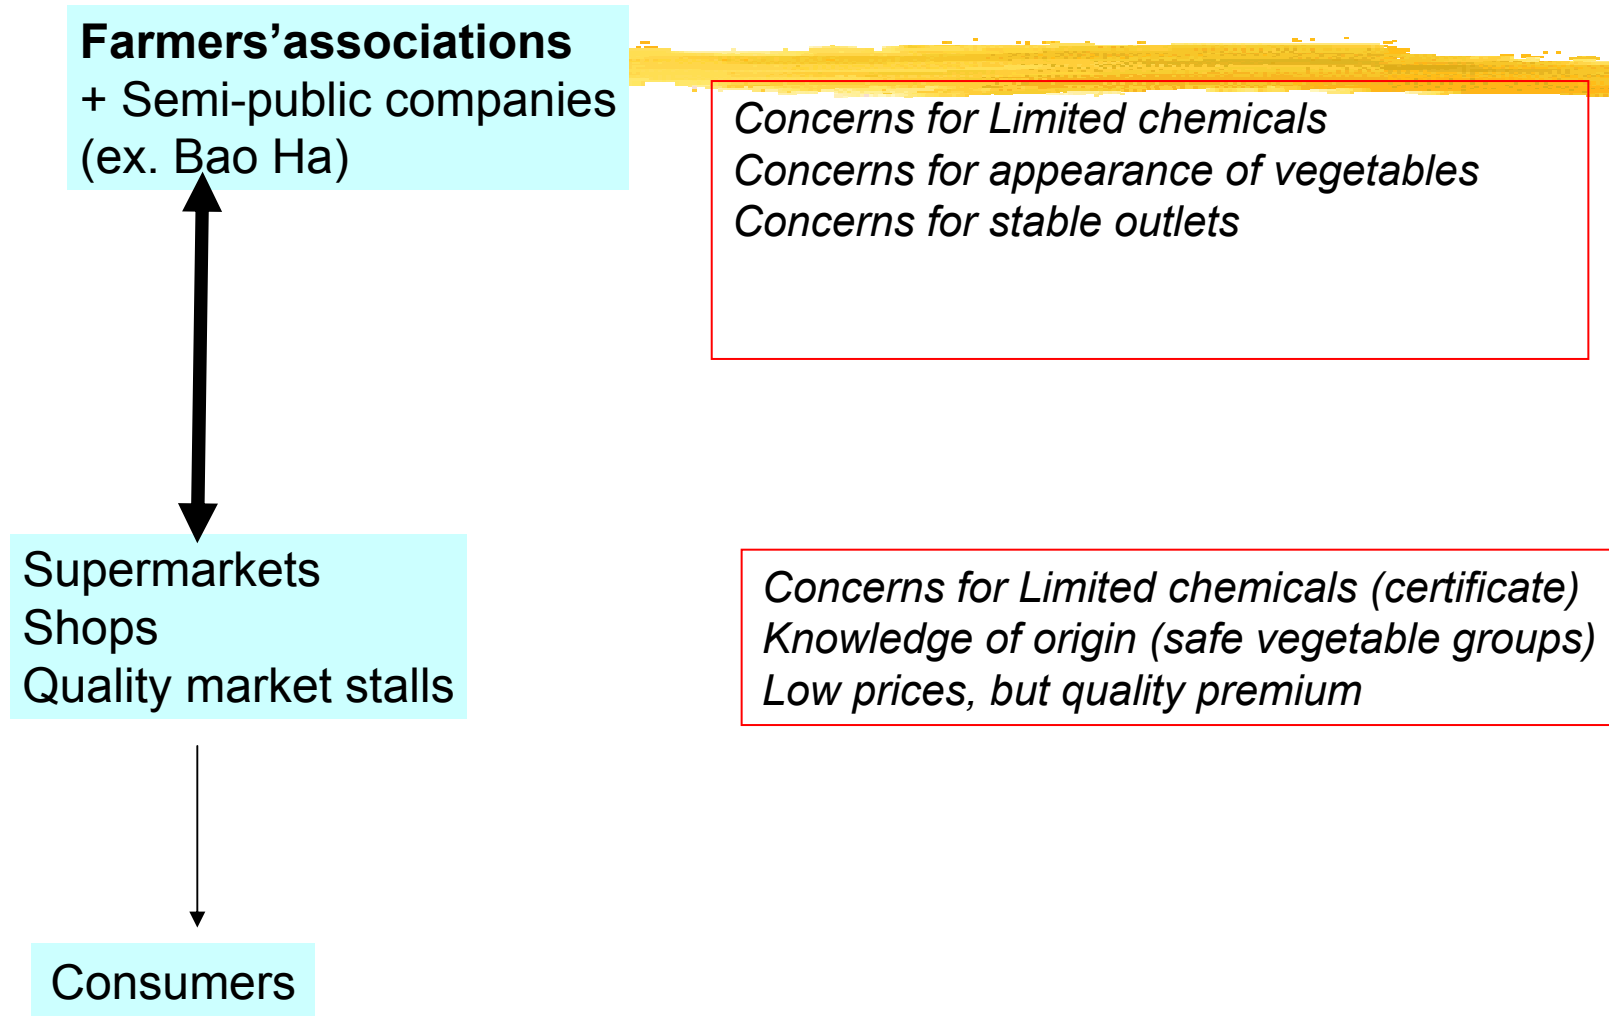 Farmers’associations
+ Semi-public companies
(ex. Bao Ha)
Concerns for Limited chemicals
Concerns for appearance of vegetables
Concerns for stable outlets
Supermarkets
Shops
Quality market stalls
Concerns for Limited chemicals (certificate)
Knowledge of origin (safe vegetable groups)
Low prices, but quality premium
Consumers